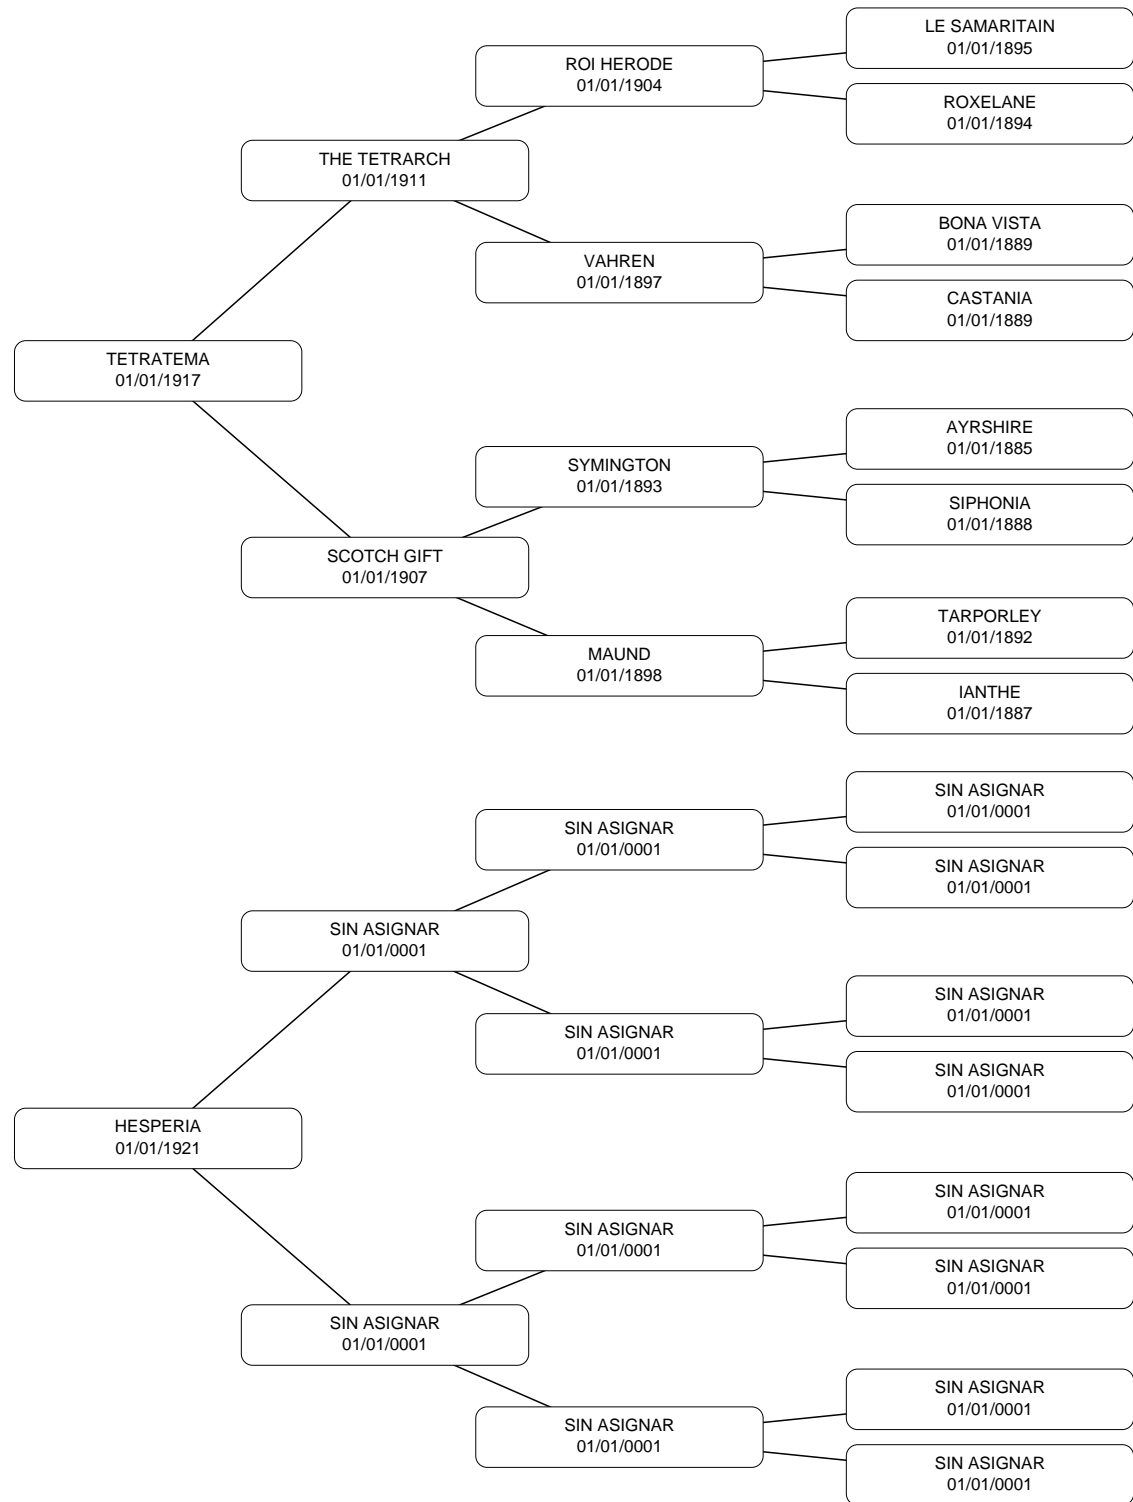 LE SAMARITAIN
01/01/1895
ROI HERODE
01/01/1904
ROXELANE
01/01/1894
THE TETRARCH
01/01/1911
BONA VISTA
01/01/1889
VAHREN
01/01/1897
CASTANIA
01/01/1889
TETRATEMA
01/01/1917
AYRSHIRE
01/01/1885
SYMINGTON
01/01/1893
SIPHONIA
01/01/1888
SCOTCH GIFT
01/01/1907
TARPORLEY
01/01/1892
MAUND
01/01/1898
IANTHE
01/01/1887
SIN ASIGNAR
01/01/0001
SIN ASIGNAR
01/01/0001
SIN ASIGNAR
01/01/0001
SIN ASIGNAR
01/01/0001
SIN ASIGNAR
01/01/0001
SIN ASIGNAR
01/01/0001
SIN ASIGNAR
01/01/0001
HESPERIA
01/01/1921
SIN ASIGNAR
01/01/0001
SIN ASIGNAR
01/01/0001
SIN ASIGNAR
01/01/0001
SIN ASIGNAR
01/01/0001
SIN ASIGNAR
01/01/0001
SIN ASIGNAR
01/01/0001
SIN ASIGNAR
01/01/0001